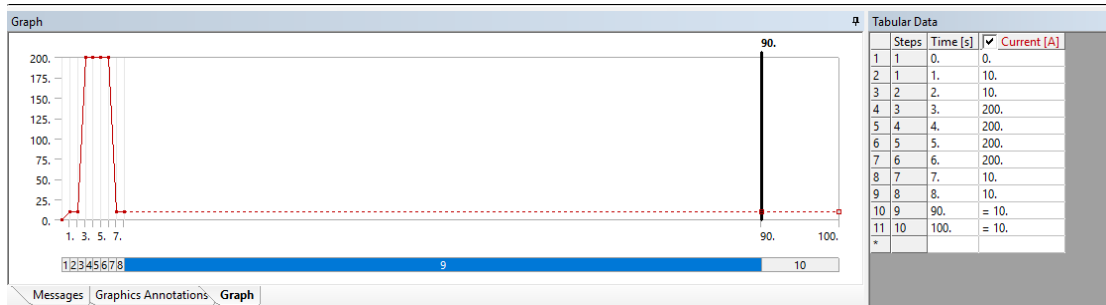 Graph
90.
200.
175.
150.
125.
100.
75.
50.
25.
0.
1. 3. 5. 7. 90. 100.
1 2 3 4 5 6 7 8 9 10
Messages Graphics Annotations Graph
Tabular Data
Steps Time [s] Current [A]
1 1 0. 0.
2 1 1. 10.
3 2 2. 10.
4 3 3. 200.
5 4 4. 200.
6 5 5. 200.
7 6 6. 200.
8 7 7. 10.
9 8 8. 10.
10 9 90. = 10.
11 10 100. = 10.
*